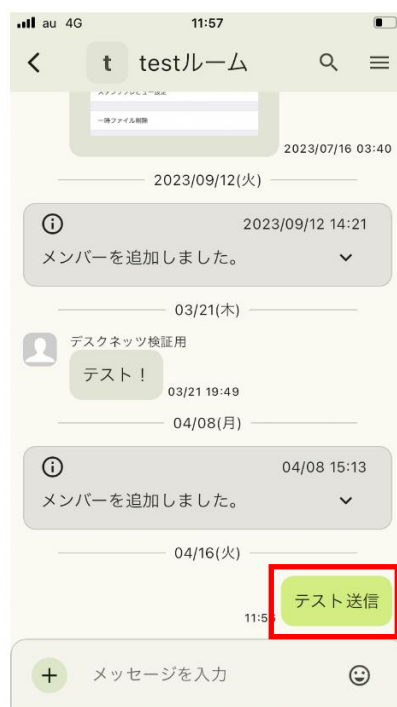 au 4G 11:57
t testルーム
一時ファイル削除
2023/07/16 03:40
2023/09/12(火)
2023/09/12 14:21
メンバーを追加しました。
03/21(木)
デスクネッツ検証用
テスト！
03/21 19:49
04/08(月)
04/08 15:13
メンバーを追加しました。
04/16(火)
テスト送信
メッセージを入力